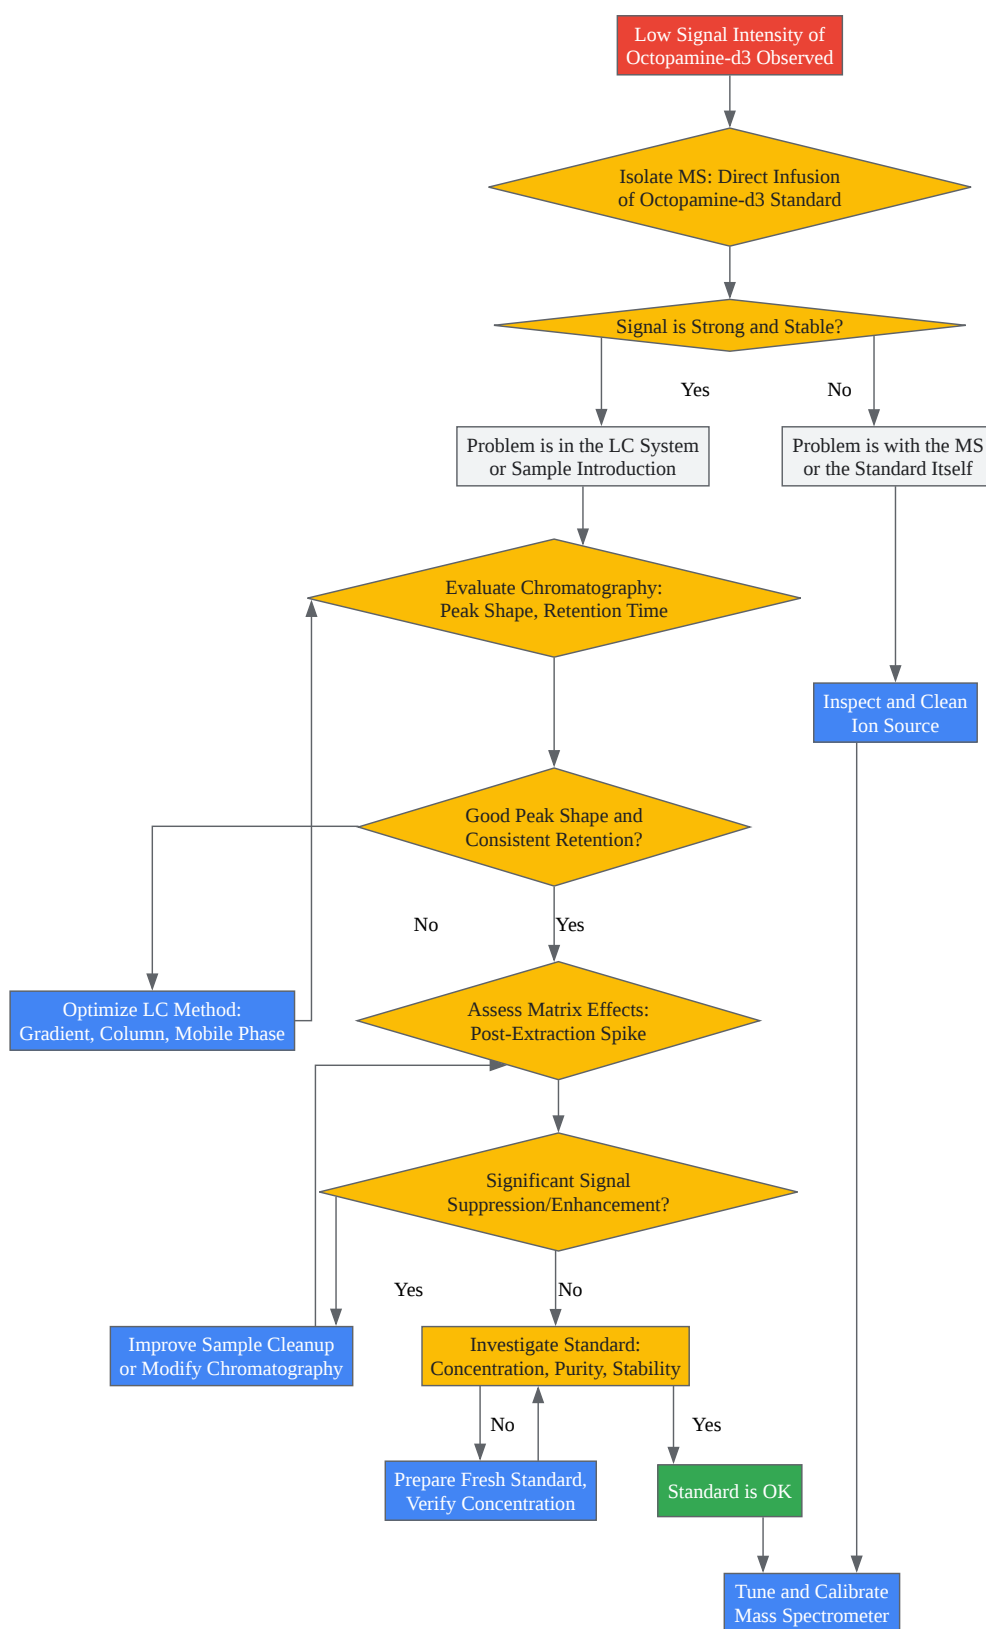 Low Signal Intensity of
Octopamine-d3 Observed
Isolate MS: Direct Infusion
of Octopamine-d3 Standard
Signal is Strong and Stable?
Yes
No
Problem is in the LC System
or Sample Introduction
Problem is with the MS
or the Standard Itself
Evaluate Chromatography:
Peak Shape, Retention Time
Inspect and Clean
Ion Source
Good Peak Shape and
Consistent Retention?
No
Yes
Optimize LC Method:
Gradient, Column, Mobile Phase
Assess Matrix Effects:
Post-Extraction Spike
Significant Signal
Suppression/Enhancement?
Yes
No
Improve Sample Cleanup
or Modify Chromatography
Investigate Standard:
Concentration, Purity, Stability
No
Yes
Prepare Fresh Standard,
Verify Concentration
Standard is OK
Tune and Calibrate
Mass Spectrometer